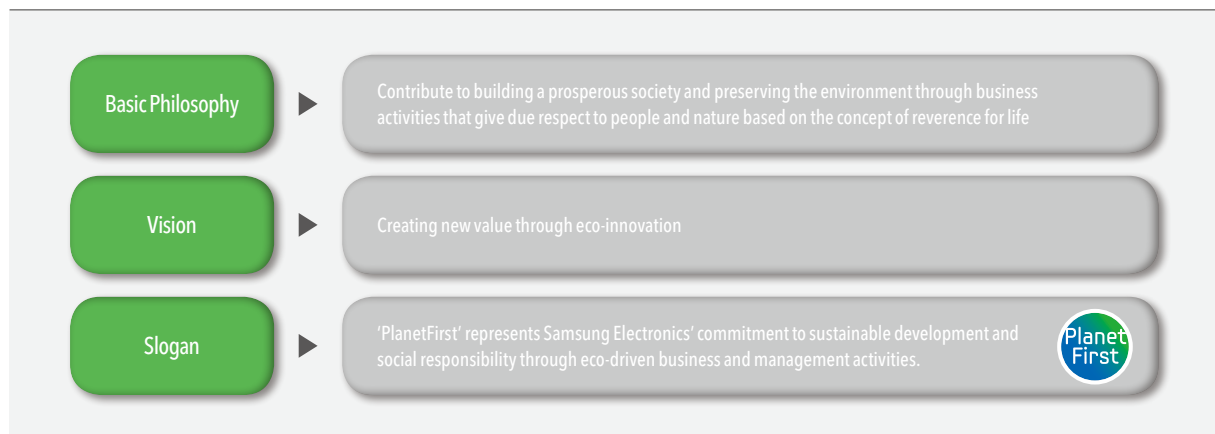 Basic Philosophy
Contribute to building a prosperous society and preserving the environment through business
activities that give due respect to people and nature based on the concept of reverence for life
Vision
Creating new value through eco-innovation
Slogan
‘PlanetFirst’ represents Samsung Electronics‘ commitment to sustainable development and
social responsibility through eco-driven business and management activities.
Planet
First